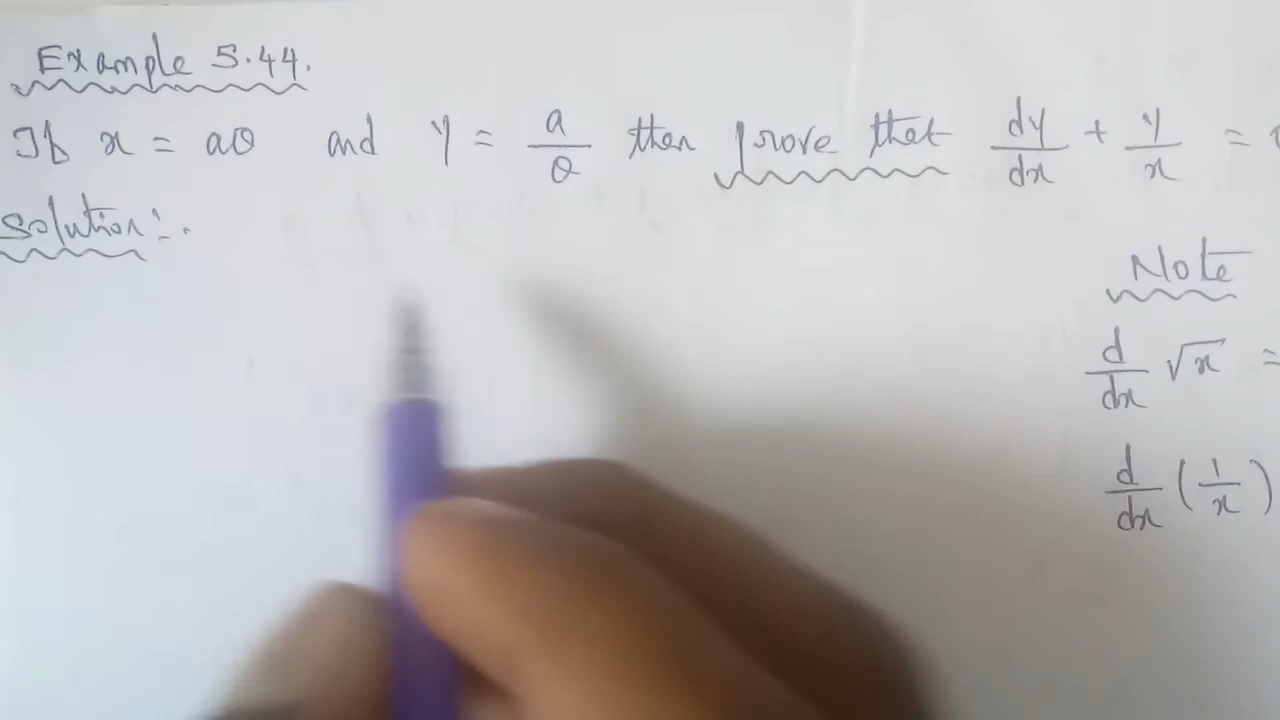 Example 5.44.
If x = aθ and y = a/θ then prove that dy/dx + y/x =
Solution:-
Note
d/dx √x =
d/dx (1/x)